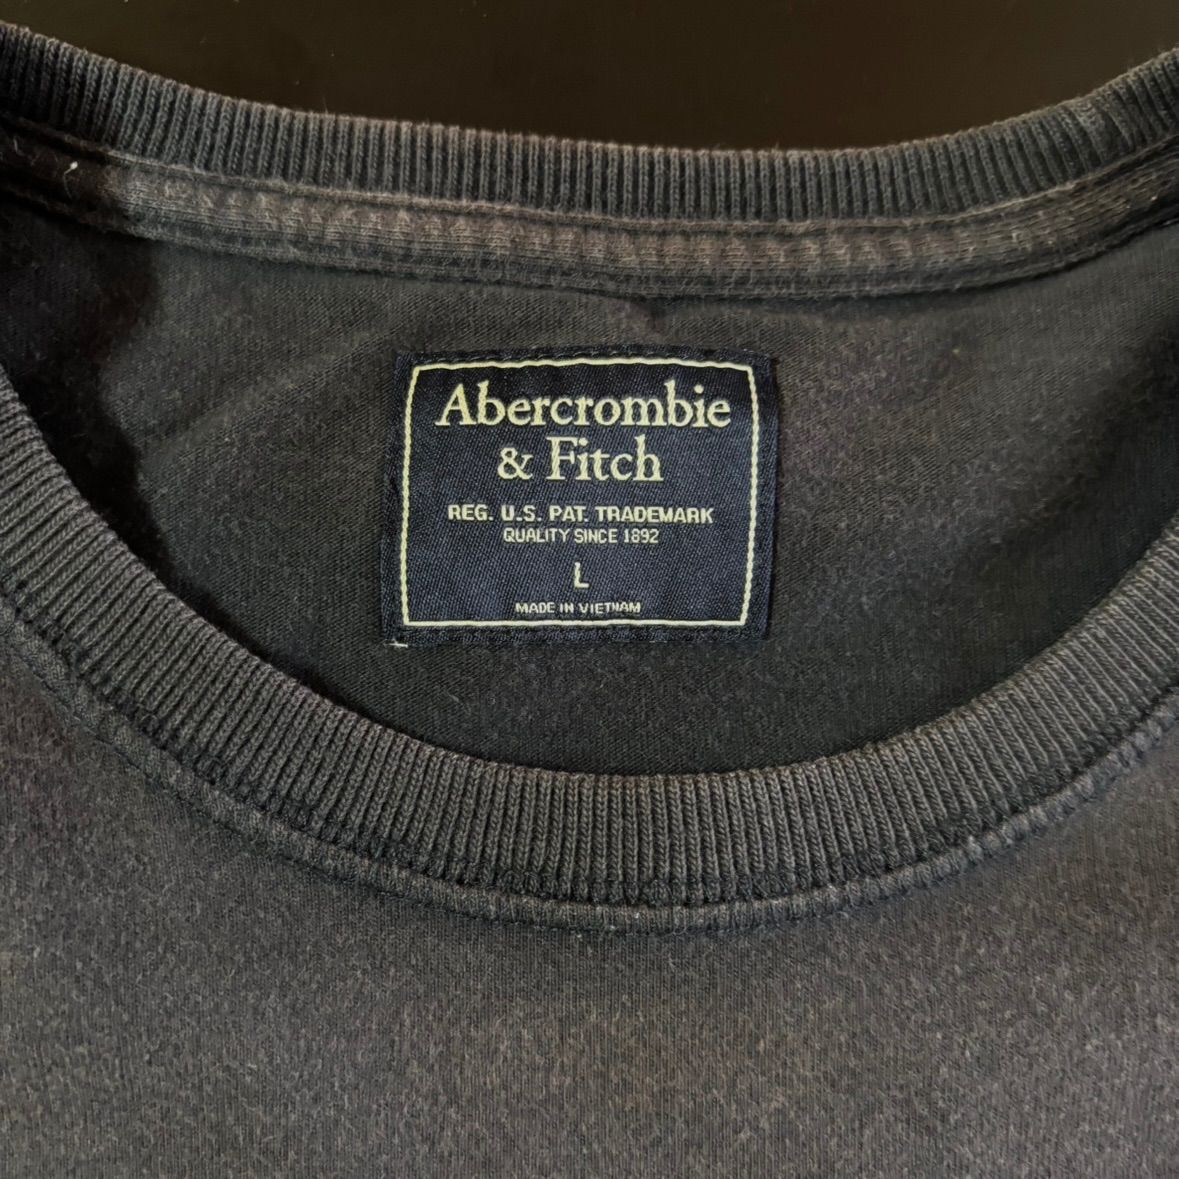 Abercrombie
& Fitch
REG. U.S. PAT. TRADEMARK
QUALITY SINCE 1892
L
MADE IN VIETNAM